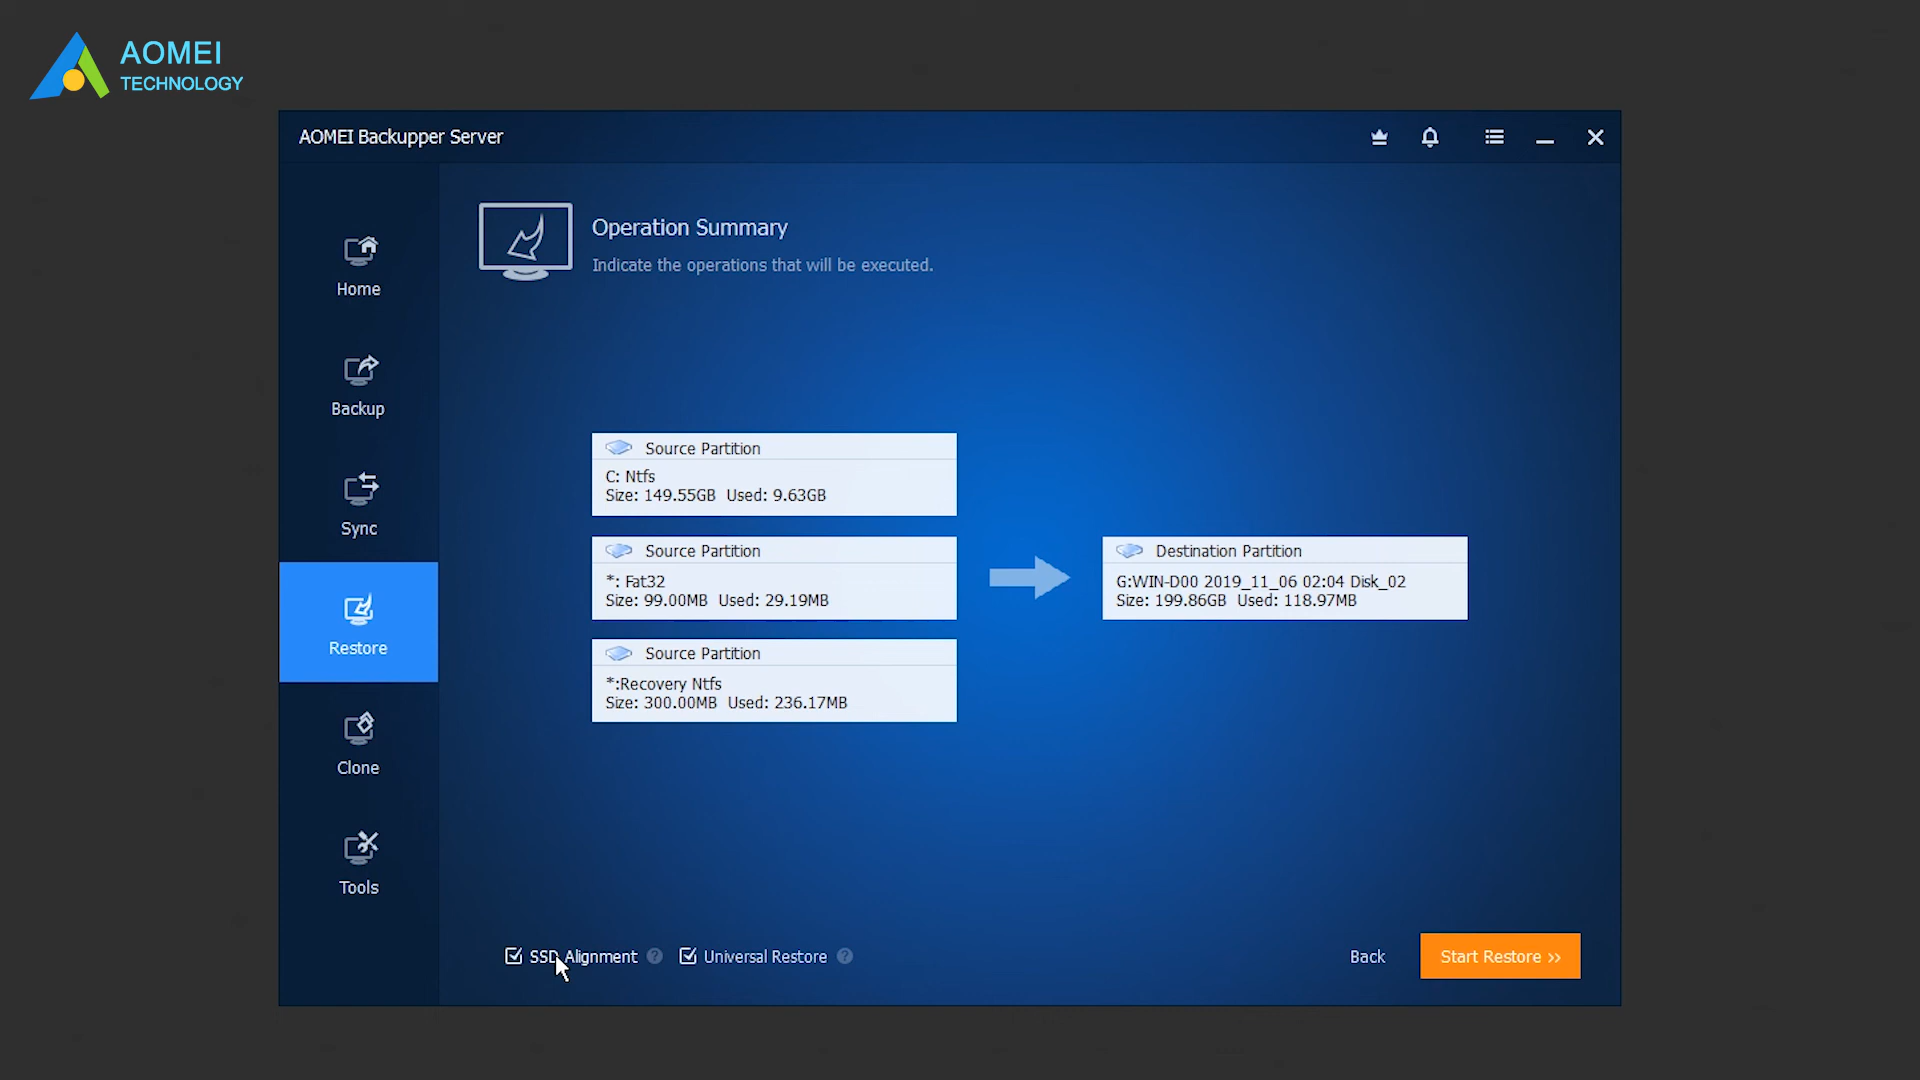 AOMEI
TECHNOLOGY
AOMEI Backupper Server
Operation Summary
Indicate the operations that will be executed.
Home
Backup
Sync
Restore
Clone
Tools
Source Partition
C: Ntfs
Size: 149.55GB Used: 9.63GB
Source Partition
*: Fat32
Size: 99.00MB Used: 29.19MB
Source Partition
*:Recovery Ntfs
Size: 300.00MB Used: 236.17MB
Destination Partition
G:WIN-D00 2019_11_06 02:04 Disk_02
Size: 199.86GB Used: 118.97MB
SSD Alignment ? Universal Restore ?
Back
Start Restore >>